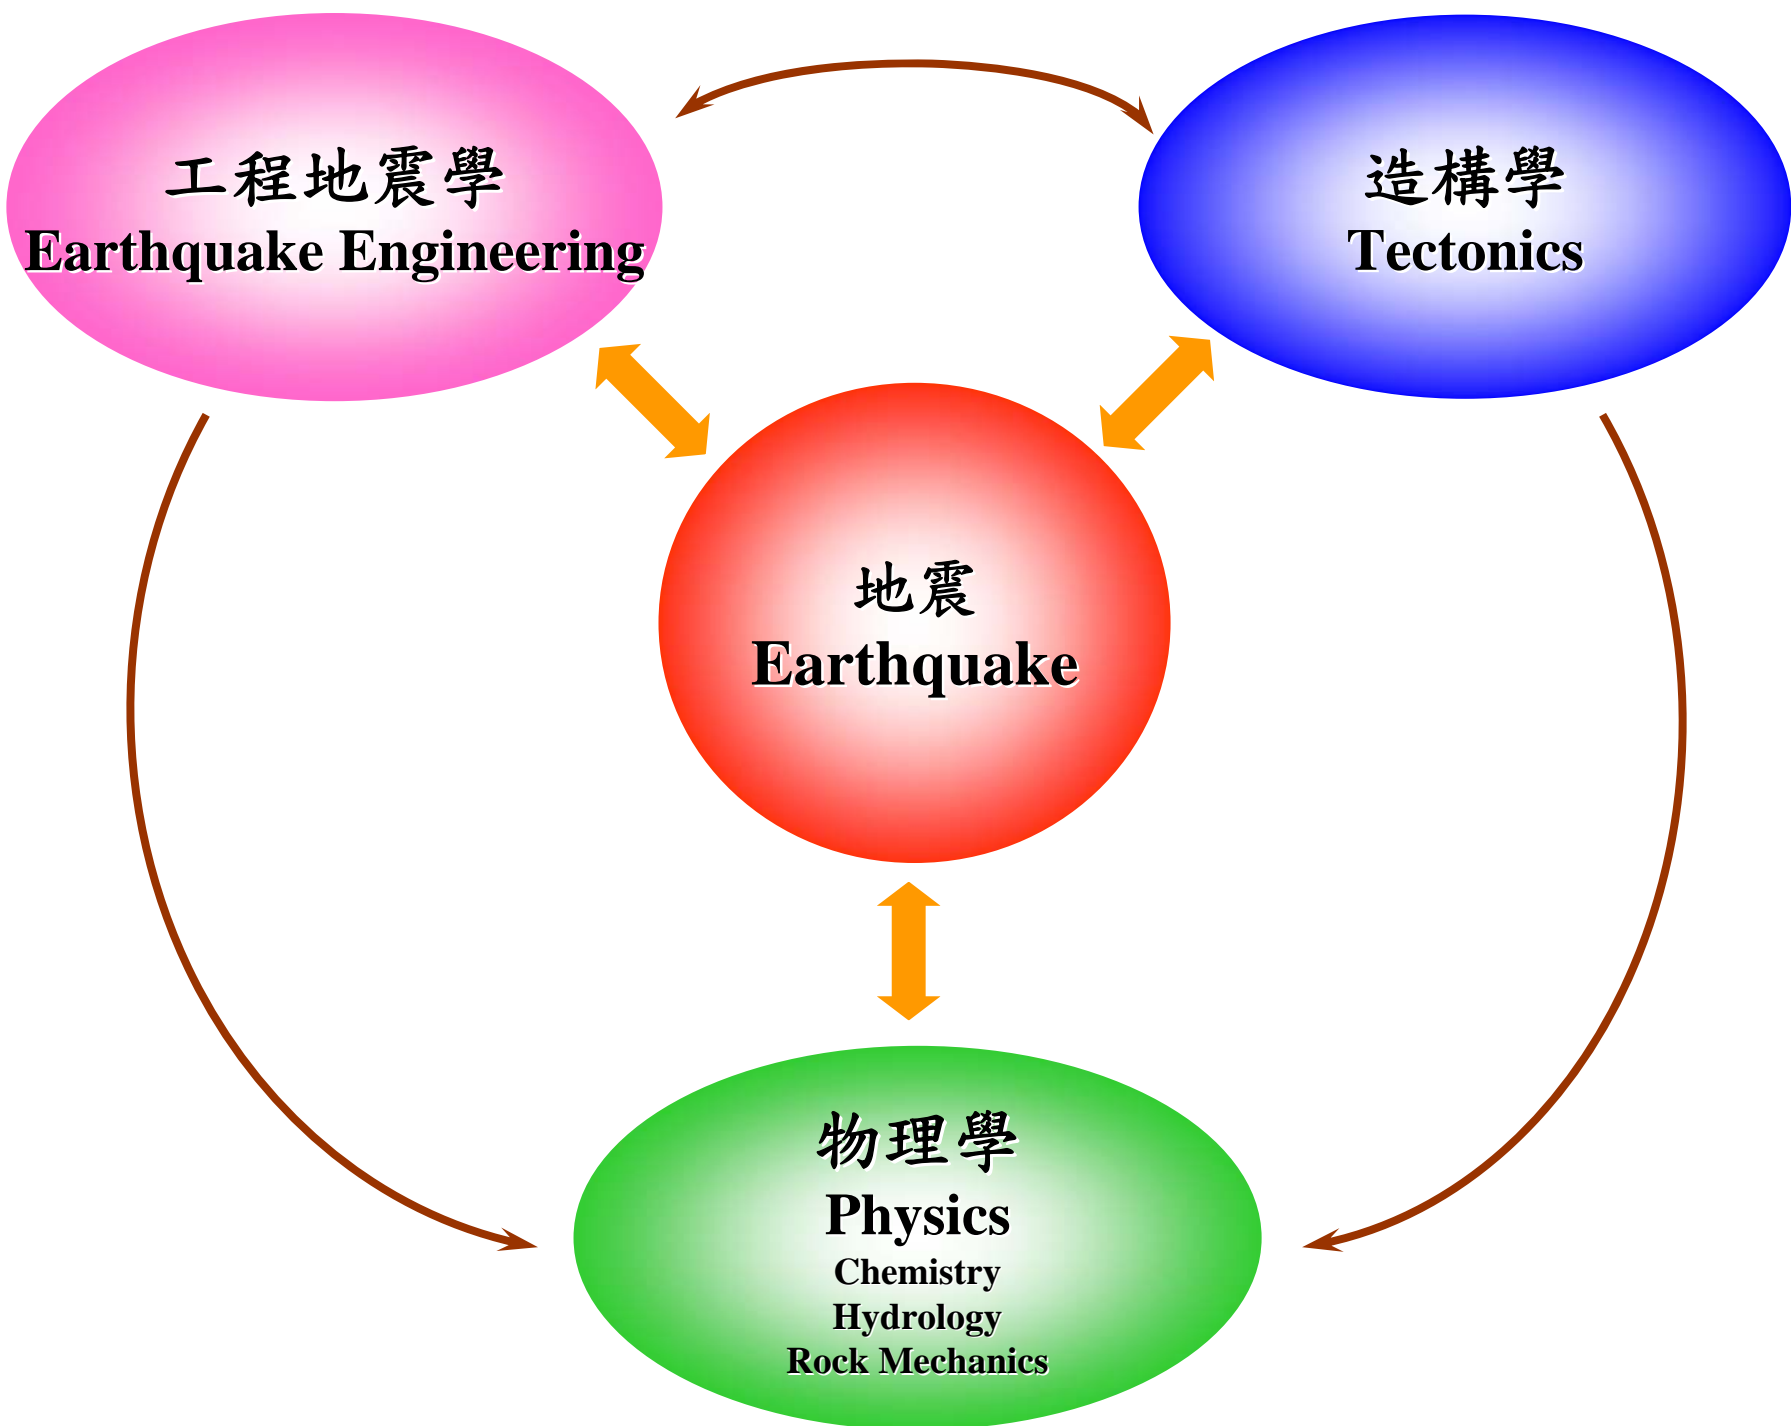 工程地震學
Earthquake Engineering
造構學
Tectonics
地震
Earthquake
物理學
Physics
Chemistry
Hydrology
Rock Mechanics